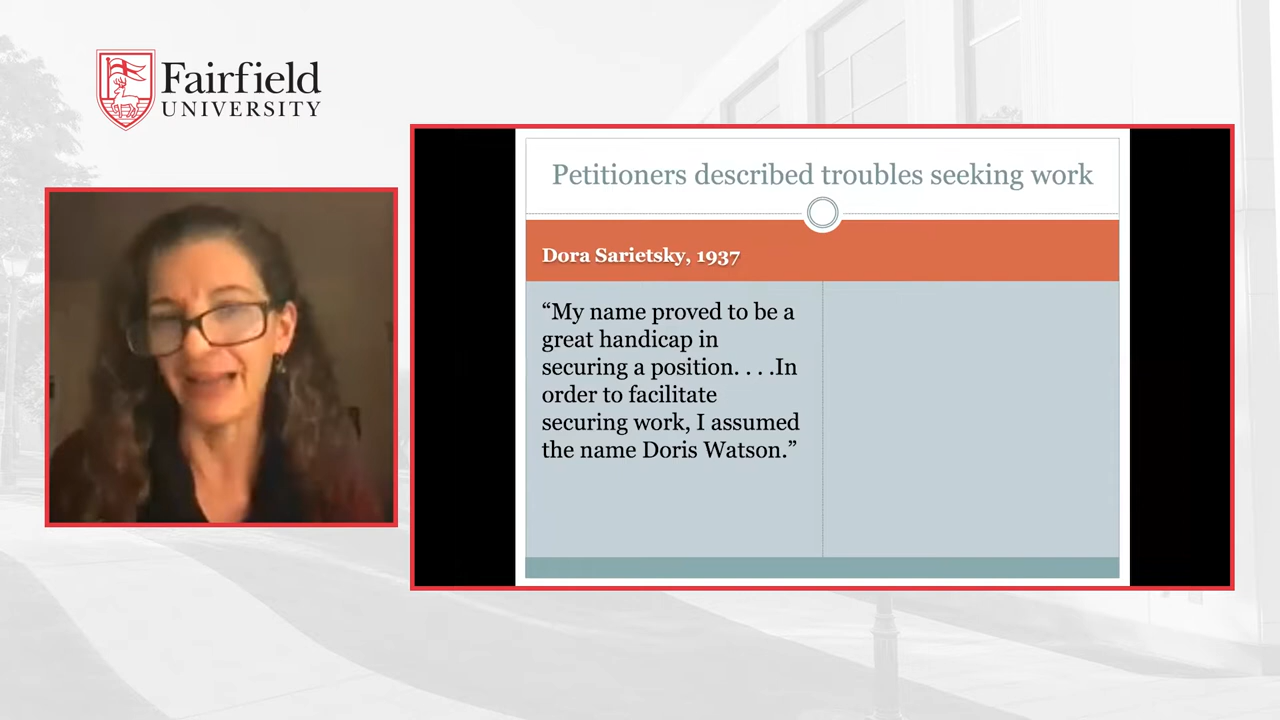 Fairfield
UNIVERSITY
Petitioners described troubles seeking work
Dora Sarietsky, 1937
“My name proved to be a
great handicap in
securing a position. . . .In
order to facilitate
securing work, I assumed
the name Doris Watson.”